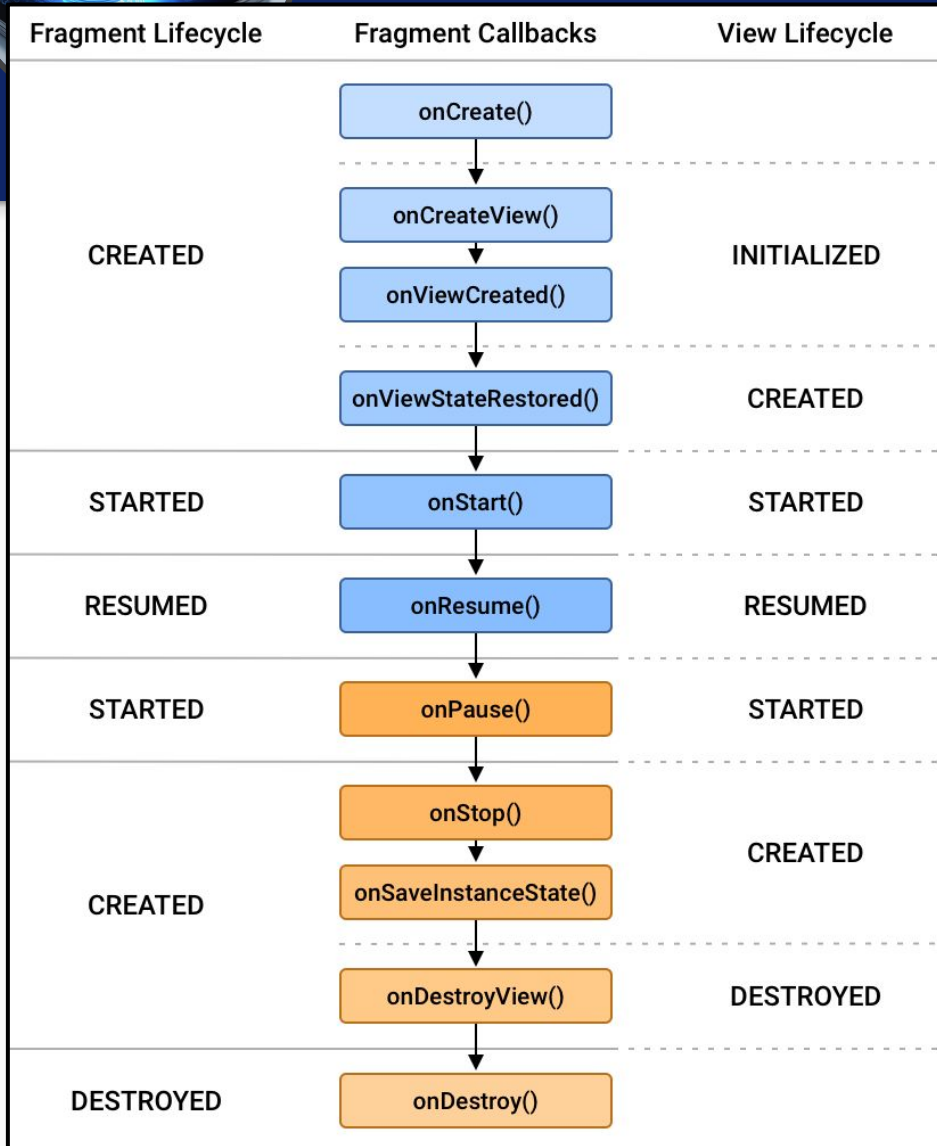 Fragment Lifecycle Fragment Callbacks View Lifecycle
onCreate()
onCreateView()
CREATED INITIALIZED
onViewCreated()
onViewStateRestored() CREATED
STARTED onStart() STARTED
RESUMED onResume() RESUMED
STARTED onPause() STARTED
onStop()
CREATED
onSaveInstanceState()
CREATED
onDestroyView() DESTROYED
DESTROYED onDestroy()